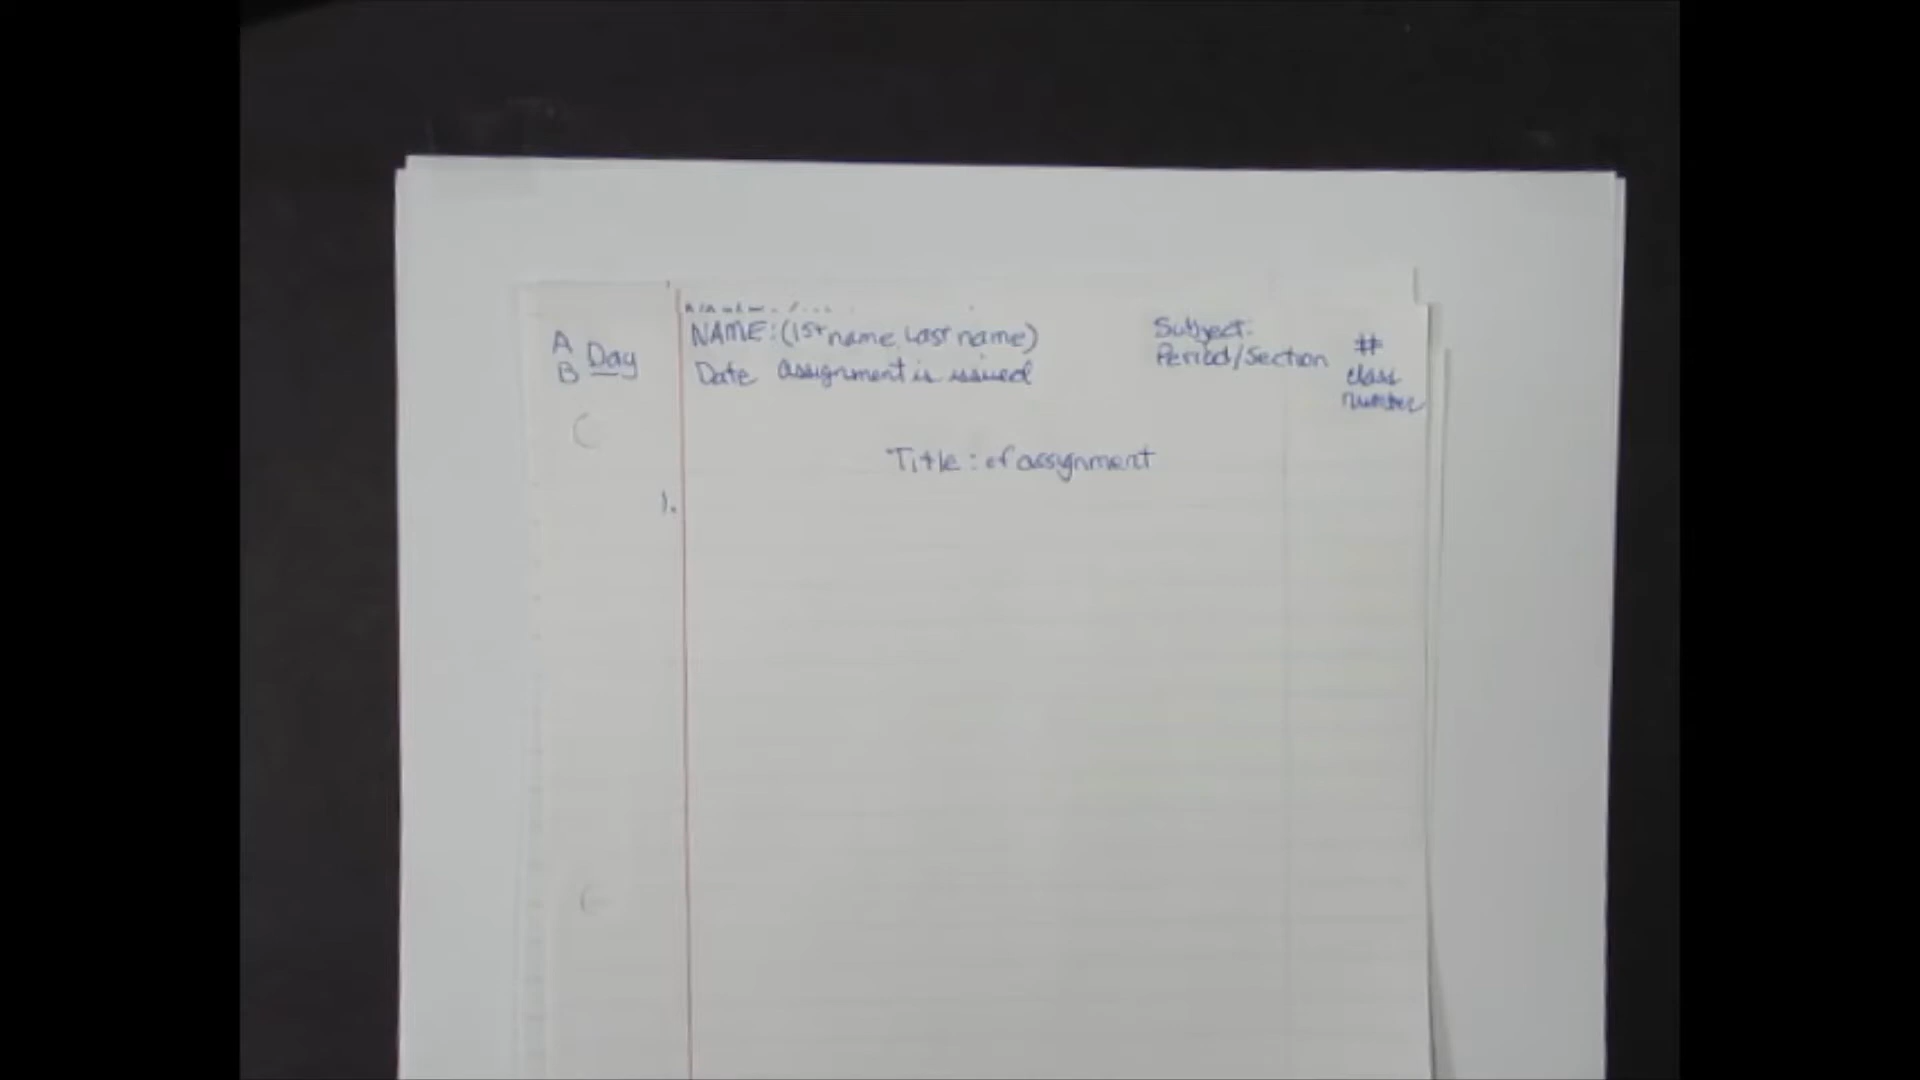 A
B Day
NAME: (1st name, Last name)
Date assignment is issued
Subject:
Period/Section
#
class
number
Title: of assignment
1.